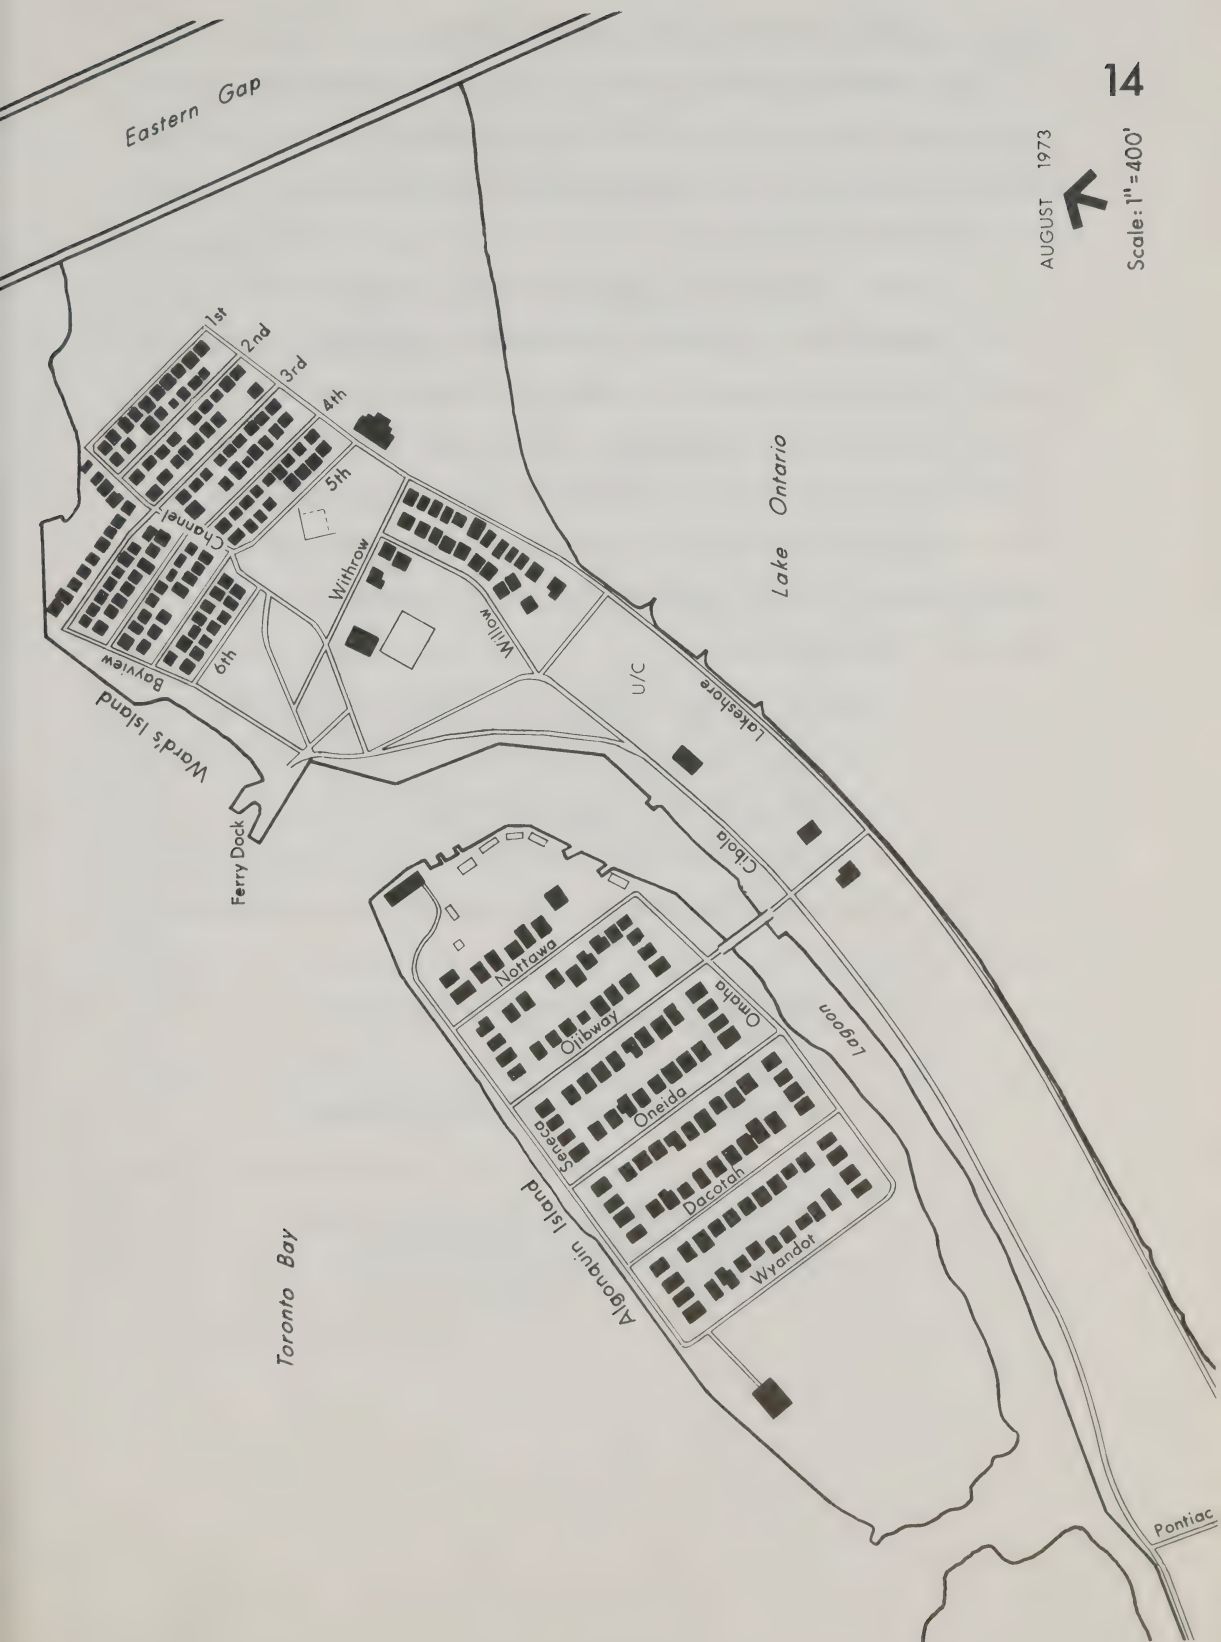 14
AUGUST 1973
Scale: 1"=400'
Eastern Gap
1st
2nd
3rd
4th
5th
Channel
Withrow
Willow
6th
Bayview
Ward's Island
Ferry Dock
U/C
Lakeshore
Lake Ontario
Cibola
Nottawa
Ojibway
Omaha
Lagoon
Oneida
Seneca
Dacotah
Wyandot
Algonquin Island
Toronto Bay
Pontiac